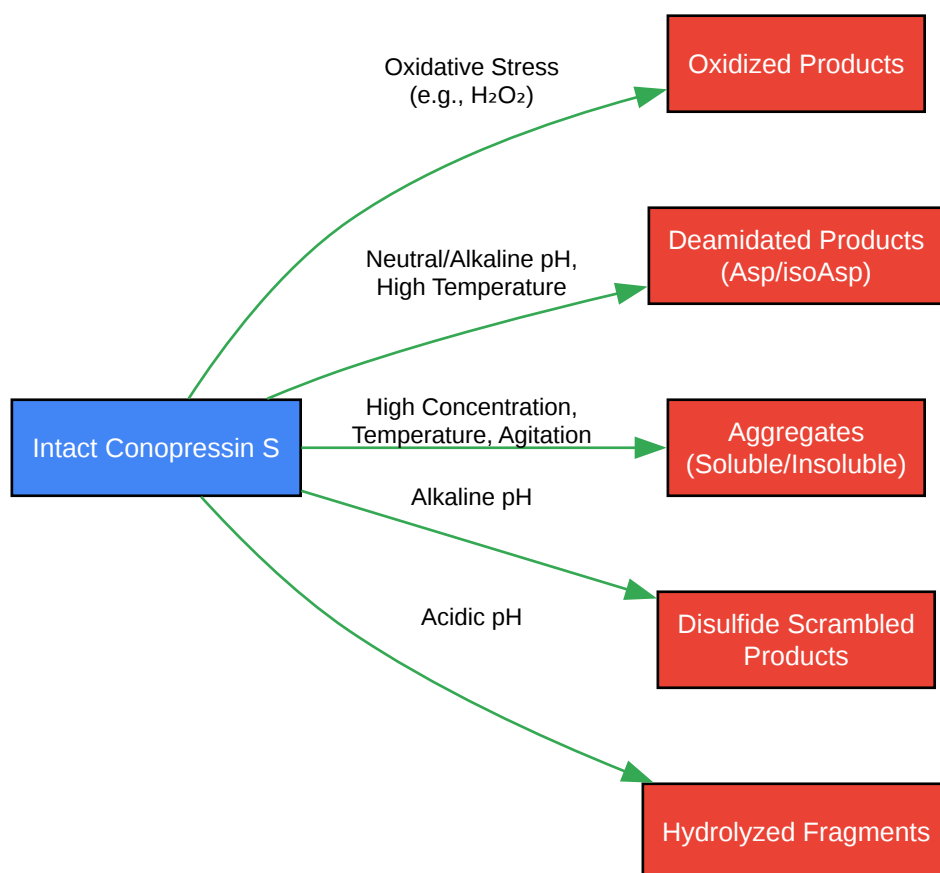 Oxidative Stress
(e.g., H₂O₂)
Oxidized Products
Neutral/Alkaline pH,
High Temperature
Deamidated Products
(Asp/isoAsp)
Intact Conopressin S
High Concentration,
Temperature, Agitation
Aggregates
(Soluble/Insoluble)
Alkaline pH
Disulfide Scrambled
Products
Acidic pH
Hydrolyzed Fragments